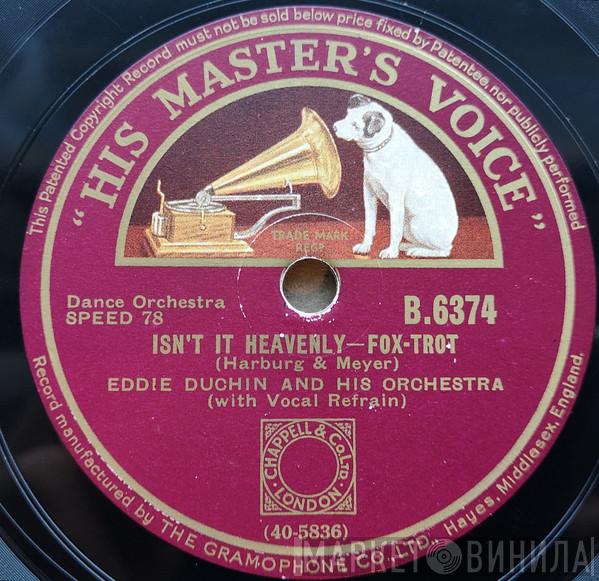 This Patented Copyright Record must not be sold below price fixed by Patentee, nor publicly performed
"HIS MASTER'S VOICE"
TRADE MARK
REGD
Dance Orchestra
SPEED 78
B.6374
ISN'T IT HEAVENLY—FOX-TROT
(Harburg & Meyer)
EDDIE DUCHIN AND HIS ORCHESTRA
(with Vocal Refrain)
CHAPPELL & CO LTD.
LONDON
(40-5836)
Record manufactured by THE GRAMOPHONE CO., LTD., Hayes, Middlesex, England.
МАРКЕТ ВИНИЛА